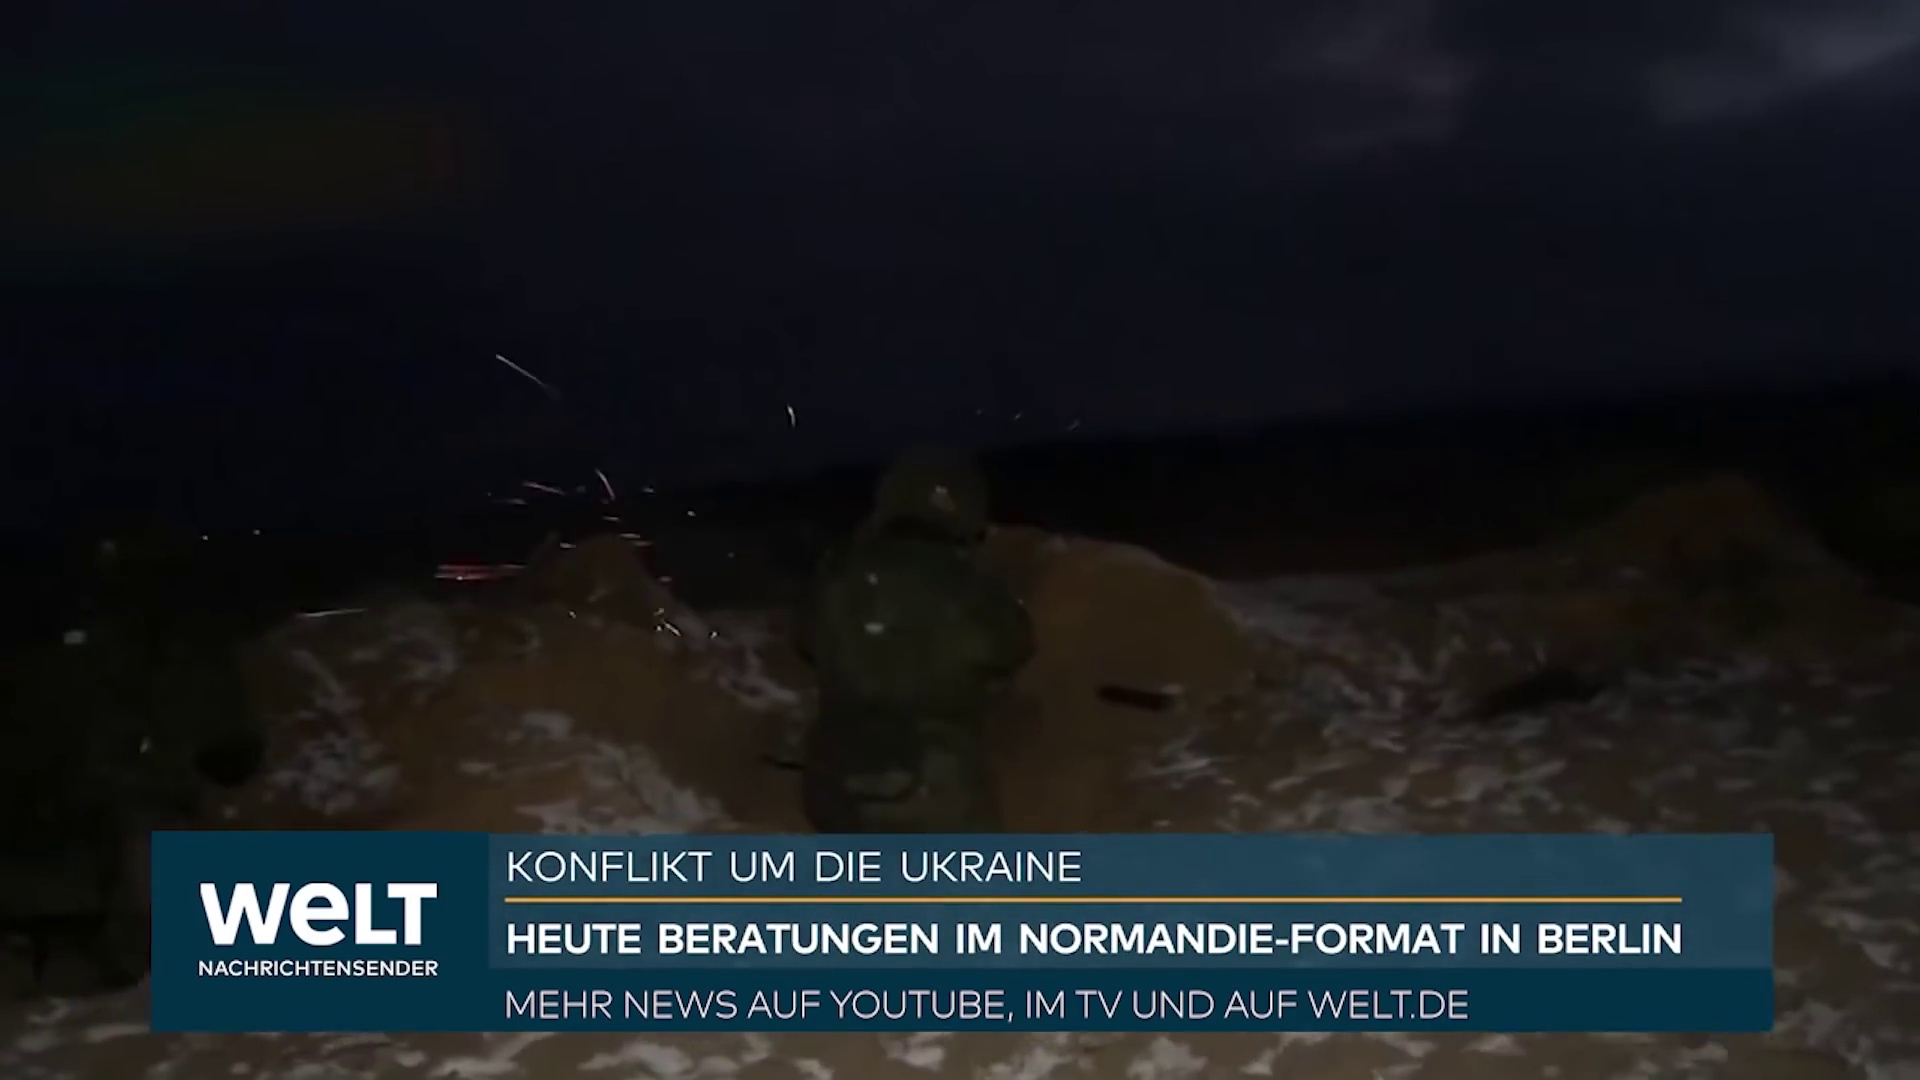 KONFLIKT UM DIE UKRAINE
WELT
NACHRICHTENSENDER
HEUTE BERATUNGEN IM NORMANDIE-FORMAT IN BERLIN
MEHR NEWS AUF YOUTUBE, IM TV UND AUF WELT.DE